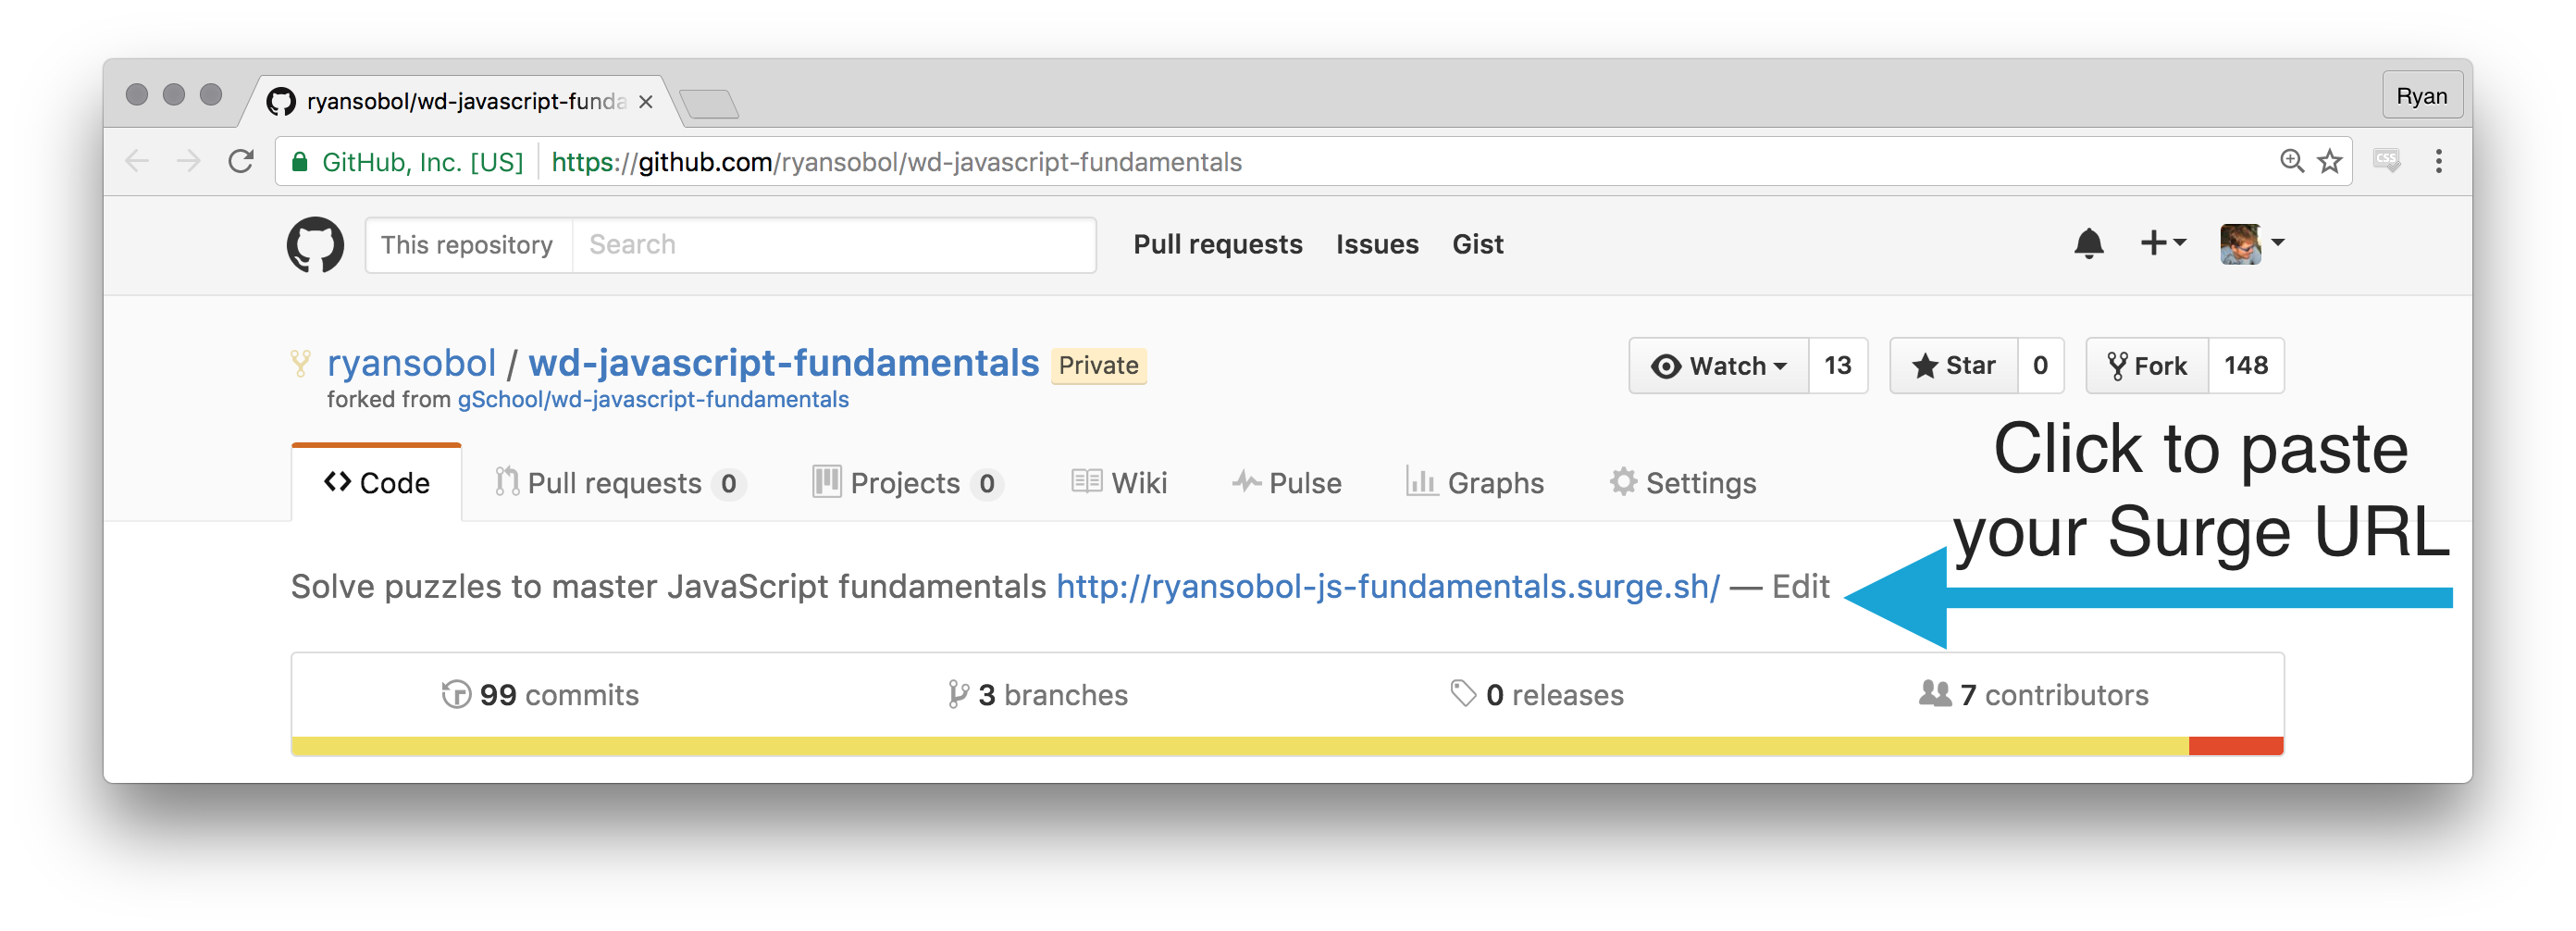 ryansobol/wd-javascript-funda
Ryan
GitHub, Inc. [US] https://github.com/ryansobol/wd-javascript-fundamentals
CSS
This repository Search Pull requests Issues Gist
ryansobol / wd-javascript-fundamentals Private
Watch 13 Star 0 Fork 148
forked from gSchool/wd-javascript-fundamentals
Click to paste
your Surge URL
Code Pull requests 0 Projects 0 Wiki Pulse Graphs Settings
Solve puzzles to master JavaScript fundamentals http://ryansobol-js-fundamentals.surge.sh/ — Edit
99 commits 3 branches 0 releases 7 contributors